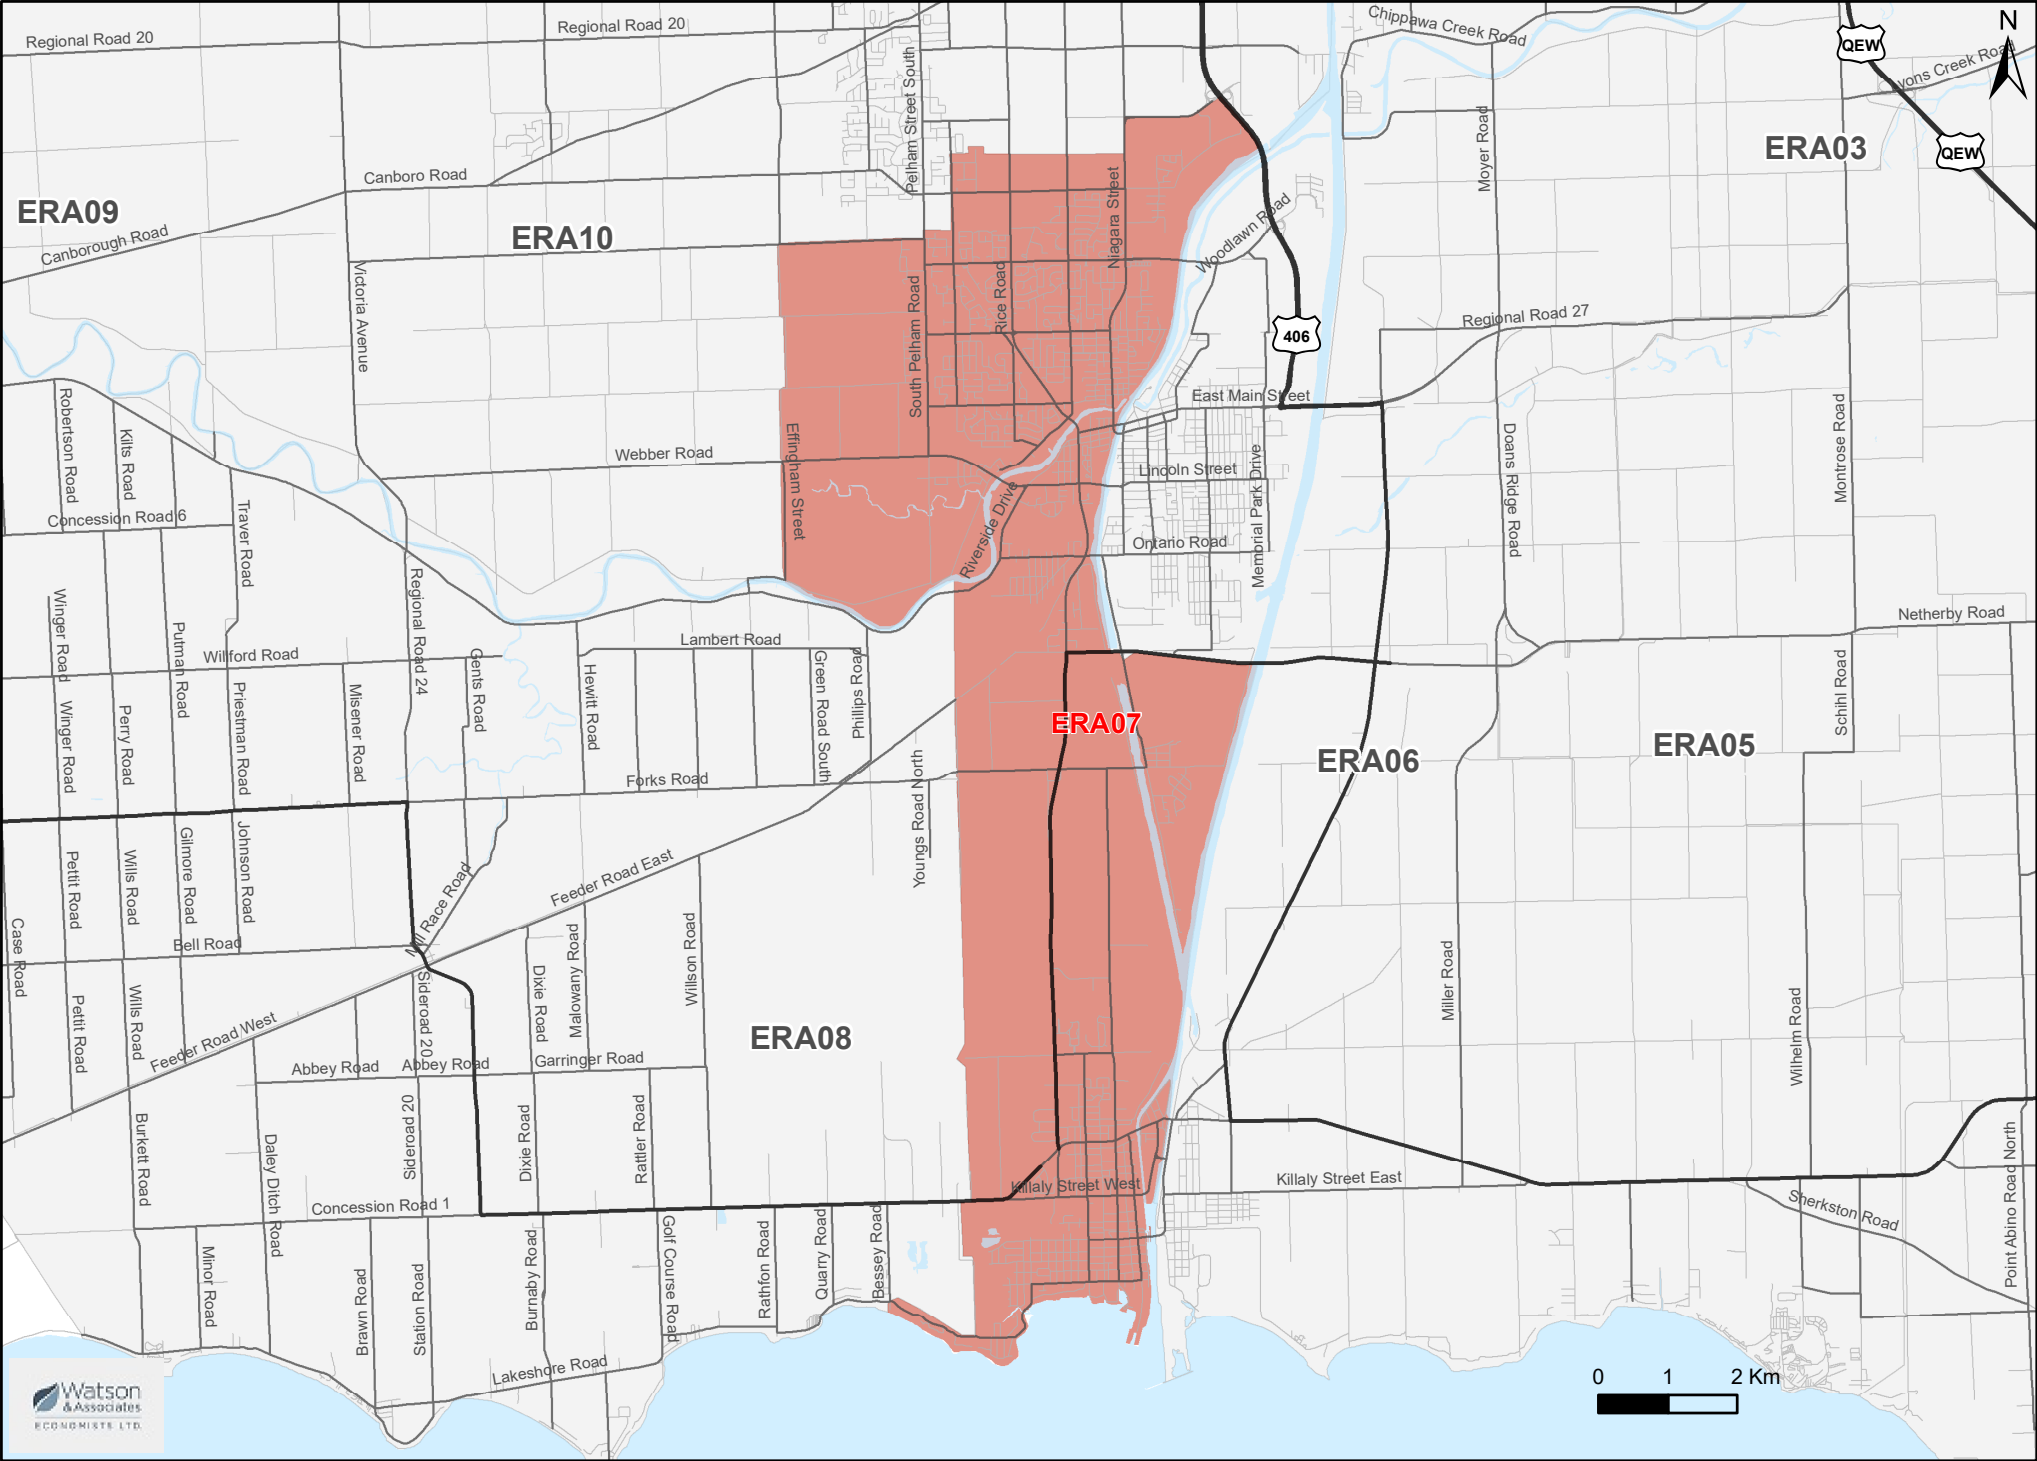 Regional Road 20
Regional Road 20
Chippawa Creek Road
QEW
Lyons Creek Road
N
Pelham Street South
Moyer Road
ERA03
QEW
Canboro Road
Niagara Street
ERA09
ERA10
Canborough Road
Woodlawn Road
Victoria Avenue
South Pelham Road
Rice Road
Regional Road 27
406
Robertson Road
Kilts Road
East Main Street
Montrose Road
Webber Road
Effingham Street
Lincoln Street
Memorial Park Drive
Doans Ridge Road
Concession Road 6
Traver Road
Riverside Drive
Ontario Road
Winger Road
Putman Road
Regional Road 24
Netherby Road
Lambert Road
Willford Road
Gents Road
Hewitt Road
Green Road South
Phillips Road
Schihl Road
Winger Road
Perry Road
Priestman Road
Misener Road
ERA07
ERA06
ERA05
Forks Road
Youngs Road North
Pettit Road
Wills Road
Gilmore Road
Johnson Road
Mill Race Road
Feeder Road East
Case Road
Bell Road
Willson Road
Miller Road
Pettit Road
Wills Road
Sideroad 20
Dixie Road
Malowany Road
Wilhelm Road
Feeder Road West
ERA08
Abbey Road
Abbey Road
Garringer Road
Burkett Road
Daley Ditch Road
Sideroad 20
Dixie Road
Rattler Road
Point Abino Road North
Killaly Street West
Killaly Street East
Concession Road 1
Sherkston Road
Minor Road
Brawn Road
Station Road
Burnaby Road
Golf Course Road
Rathfon Road
Quarry Road
Bessey Road
Lakeshore Road
0 1 2 Km
Watson
& Associates
ECONOMISTS LTD.